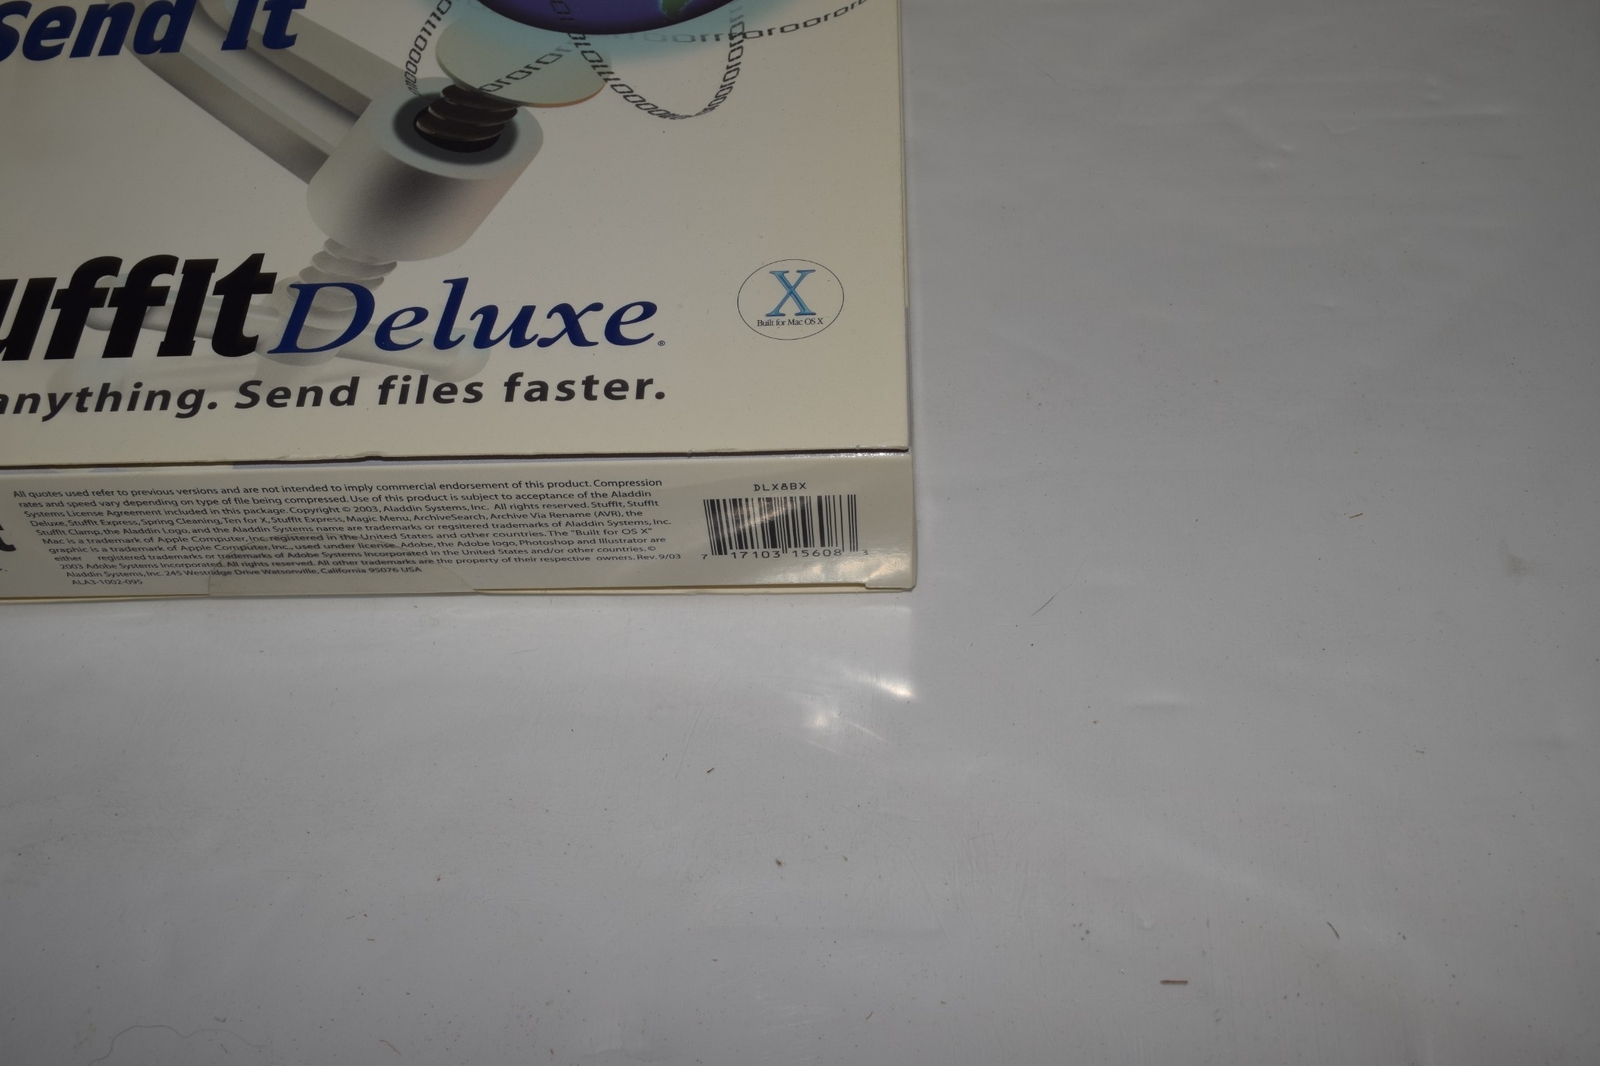 Send It
uffIt Deluxe®
anything. Send files faster.
X
Built for Mac OS X
All quotes used refer to previous versions and are not intended to imply commercial endorsement of this product. Compression
rates and speed vary depending on type of file being compressed. Use of this product is subject to acceptance of the Aladdin
Systems License Agreement included in this package. Copyright © 2003, Aladdin Systems, Inc. All rights reserved. StuffIt, StuffIt
Deluxe, StuffIt Express, Spring Cleaning, Ten for X, StuffIt Express, Magic Menu, ArchiveSearch, Archive Via Rename (AVR), the
StuffIt Clamp, the Aladdin Logo, and the Aladdin Systems name are trademarks or regsitered trademarks of Aladdin Systems, Inc.
Mac is a trademark of Apple Computer, Inc. registered in the United States and other countries. The "Built for OS X"
graphic is a trademark of Apple Computer, Inc., used under license. Adobe, the Adobe logo, Photoshop and Illustrator are
either registered trademarks or trademarks of Adobe Systems Incorporated in the United States and/or other countries, ©
2003 Adobe Systems Incorporated. All rights reserved. All other trademarks are the property of their respective owners. Rev. 9/03
Aladdin Systems, Inc. 245 Westridge Drive Watsonville, California 95076 USA
ALA3-1002-095
DLX8BX
7 17103 15608 3